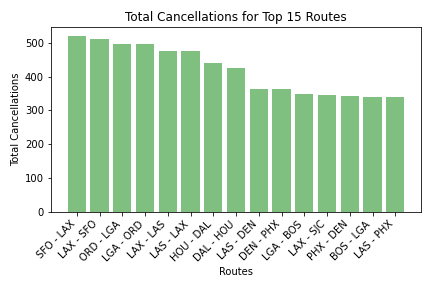 Total Cancellations for Top 15 Routes
Total Cancellations
500
400
300
200
100
0
SFO - LAX
LAX - SFO
ORD - LGA
LGA - ORD
LAX - LAS
LAS - LAX
HOU - DAL
DAL - HOU
LAS - DEN
DEN - PHX
LGA - BOS
LAX - SJC
PHX - DEN
BOS - LGA
LAS - PHX
Routes